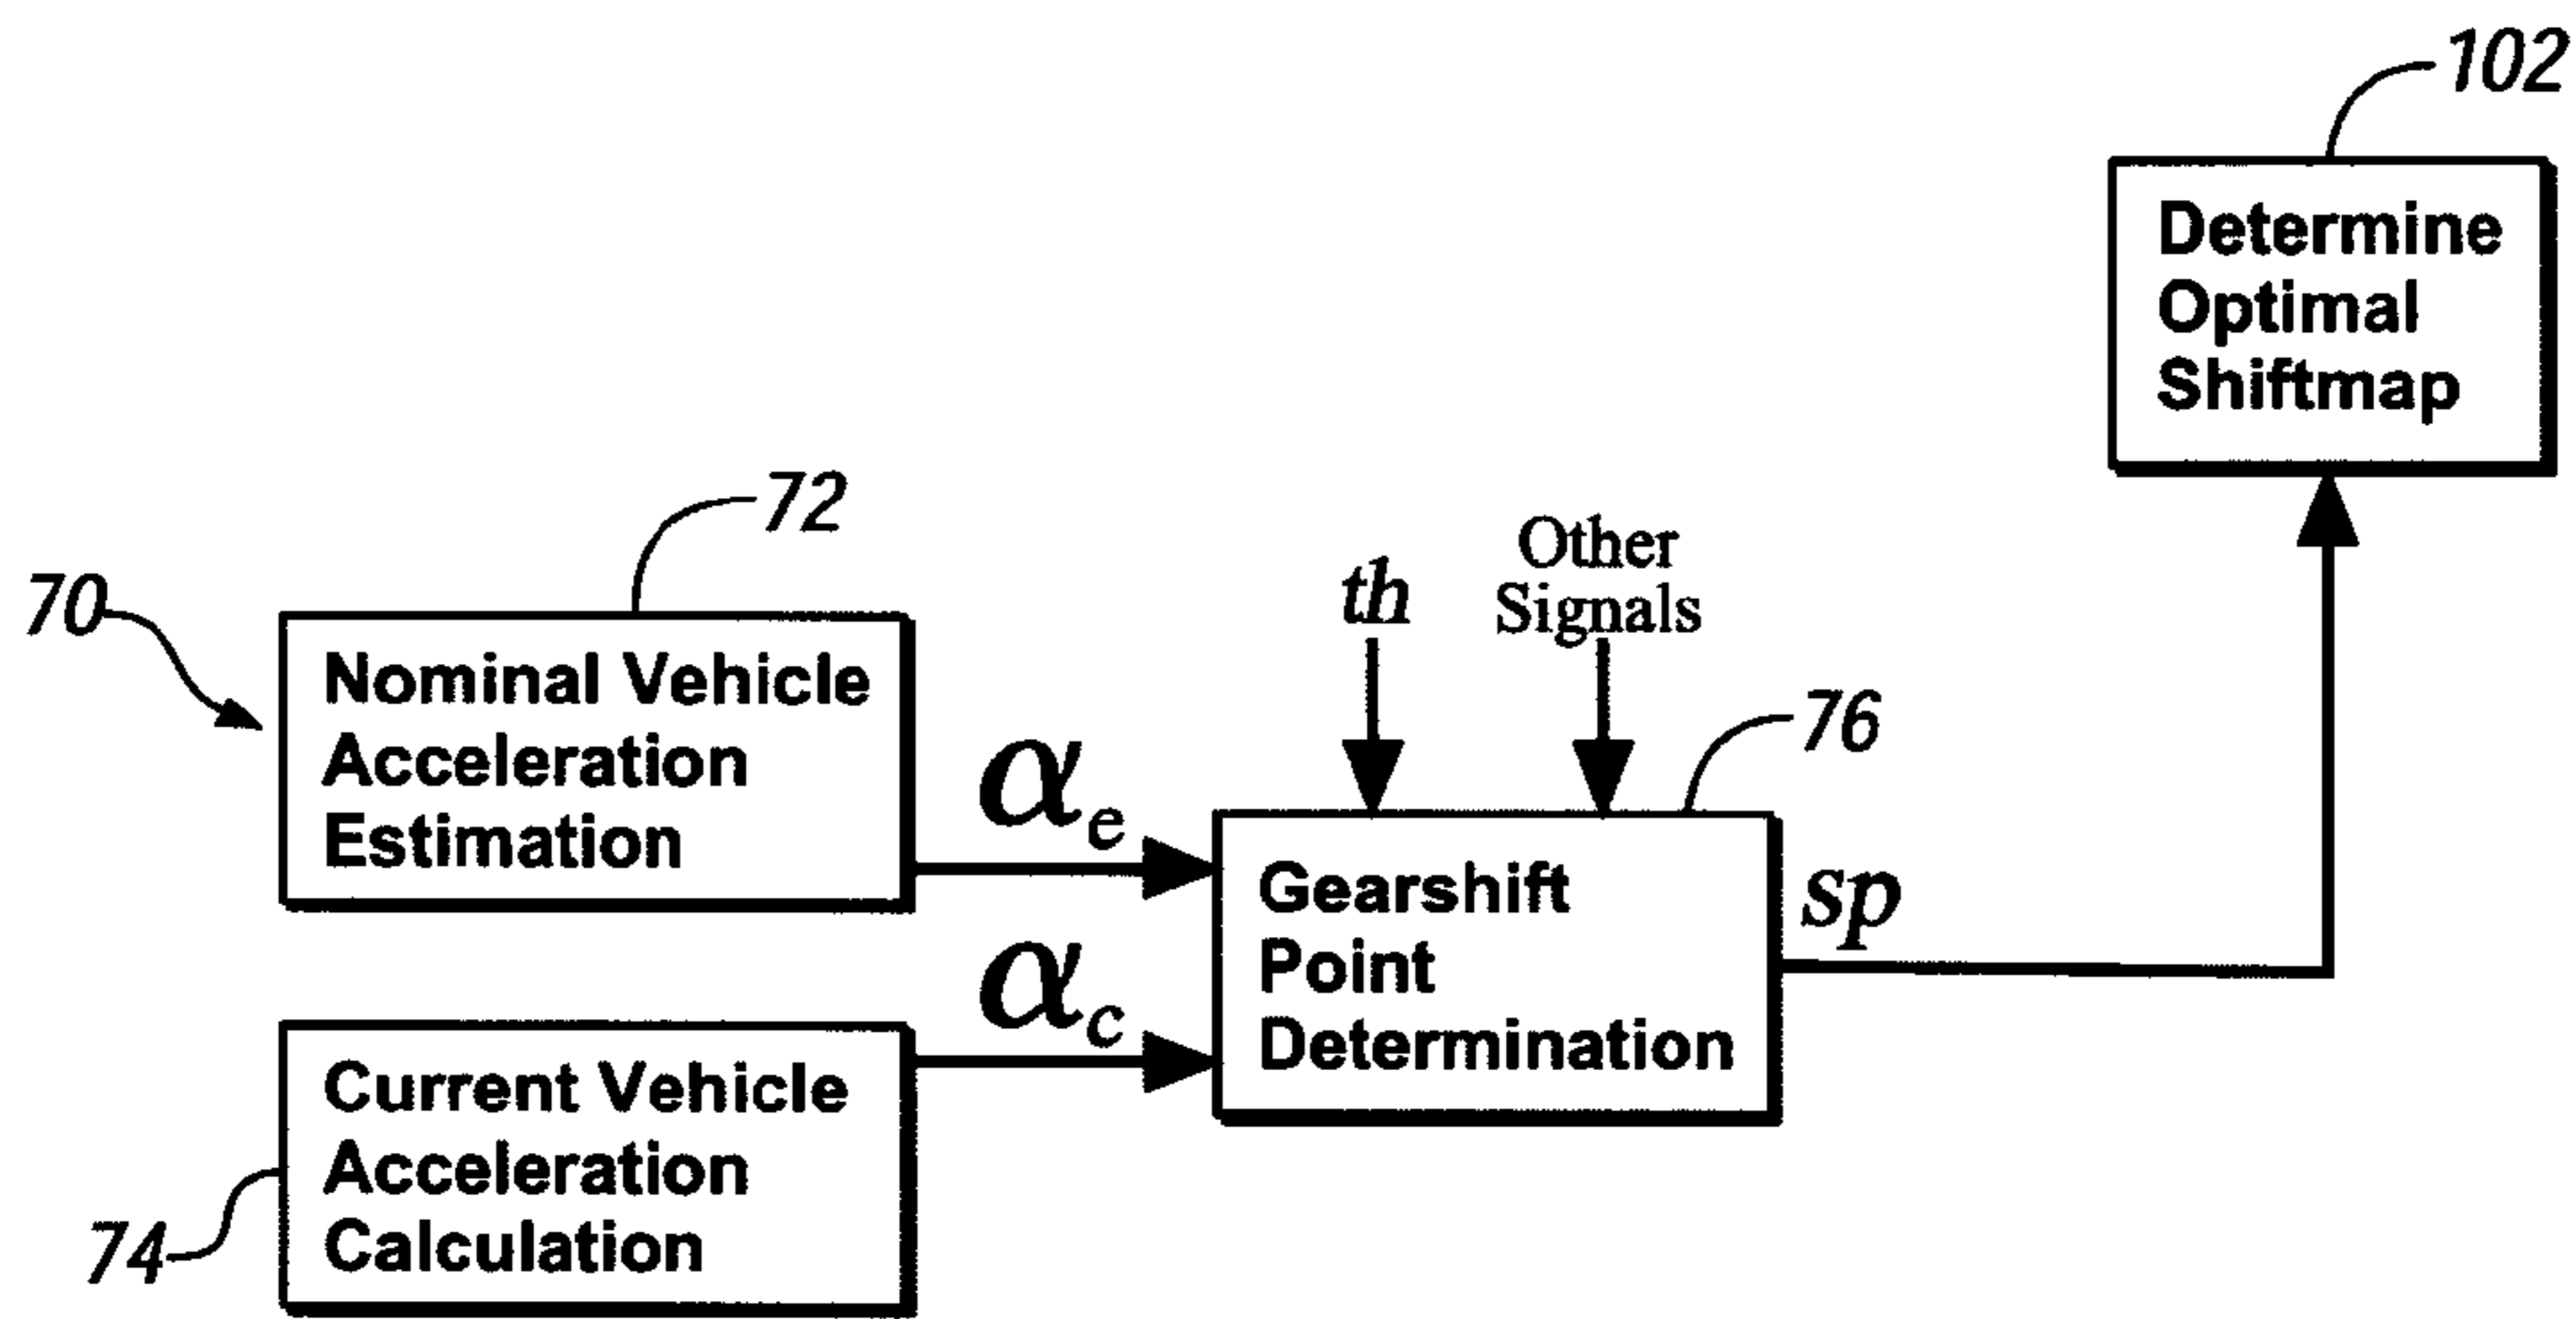 102
Determine
Optimal
Shiftmap
72
70
Nominal Vehicle
Acceleration
Estimation
th
Other
Signals
76
αe
αc
Gearshift
Point
Determination
sp
Current Vehicle
Acceleration
Calculation
74